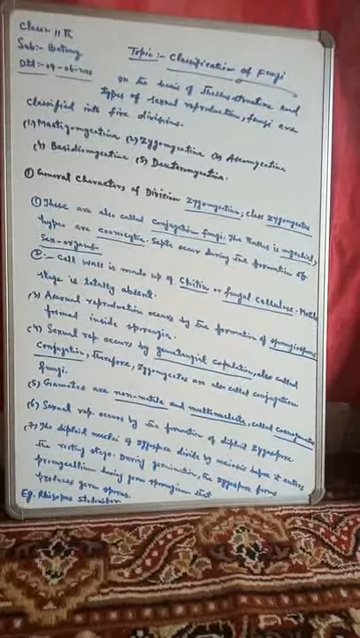 Class 11 Th
Sub:- Botany
Topic:- Classification of Fungi
on the basis of Thallus structure and
types of sexual reproduction, fungi are
classified into five divisions.
(1) Mastigomycotina (2) Zygomycotina (3) Ascomycotina
(4) Basidiomycotina (5) Deuteromycotina.
① General Characters of Division Zygomycotina, class Zygomycetes
① These are also called Conjugation fungi. The thallus is mycelial,
hyphae are coenocytic. Septa occur during the formation of
Sex-organs.
②:- Cell wall is made up of Chitin or fungal cellulose. Motile
stage is totally absent.
(3) Asexual reproduction occurs by the formation of sporangiospores
formed inside sporangia.
(4) Sexual rep occurs by gametangial copulation, also called
Conjugation, therefore, zygomycetes are also called conjugation
fungi.
(5) Gametes are non-motile and multinucleate, called Coenogametes
(6) Sexual rep. occurs by the formation of diploid zygospore
(7) The diploid nuclei of zygospore divide by meiosis before it enters
the resting stage. During germination, the zygospore forms
promycelium bearing germ sporangium that
produces germ spores.
Eg. Rhizopus stolonifer